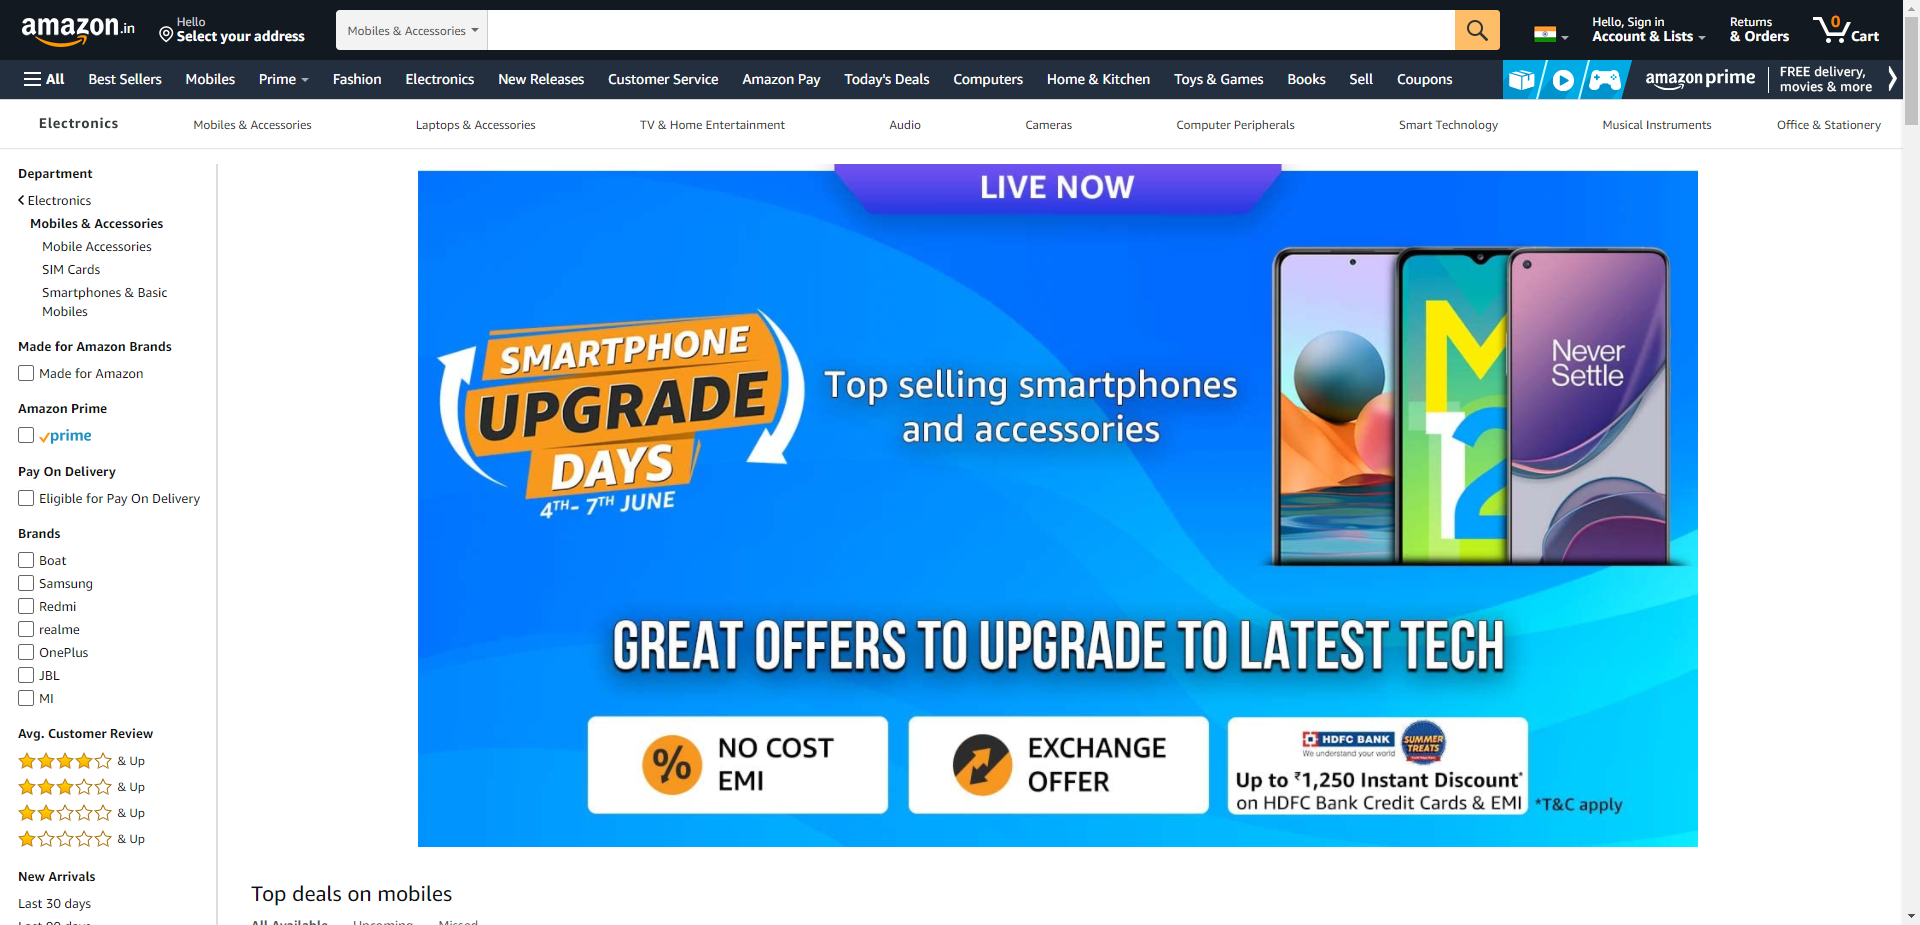 amazon.in
Hello
Select your address
Mobiles & Accessories
Hello, Sign in
Account & Lists
Returns
& Orders
0
Cart
All
Best Sellers
Mobiles
Prime
Fashion
Electronics
New Releases
Customer Service
Amazon Pay
Today's Deals
Computers
Home & Kitchen
Toys & Games
Books
Sell
Coupons
amazon prime
FREE delivery,
movies & more
Electronics
Mobiles & Accessories
Laptops & Accessories
TV & Home Entertainment
Audio
Cameras
Computer Peripherals
Smart Technology
Musical Instruments
Office & Stationery
Department
Electronics
Mobiles & Accessories
Mobile Accessories
SIM Cards
Smartphones & Basic
Mobiles
Made for Amazon Brands
Made for Amazon
Amazon Prime
prime
Pay On Delivery
Eligible for Pay On Delivery
Brands
Boat
Samsung
Redmi
realme
OnePlus
JBL
MI
Avg. Customer Review
& Up
& Up
& Up
& Up
New Arrivals
Last 30 days
Last 90 days
LIVE NOW
SMARTPHONE
UPGRADE
DAYS
4TH- 7TH JUNE
Top selling smartphones
and accessories
M
12
Never
Settle
GREAT OFFERS TO UPGRADE TO LATEST TECH
% NO COST
EMI
EXCHANGE
OFFER
HDFC BANK
We understand your world
SUMMER
TREATS
Up to ₹1,250 Instant Discount*
on HDFC Bank Credit Cards & EMI
*T&C apply
Top deals on mobiles
All Available
Upcoming
Missed